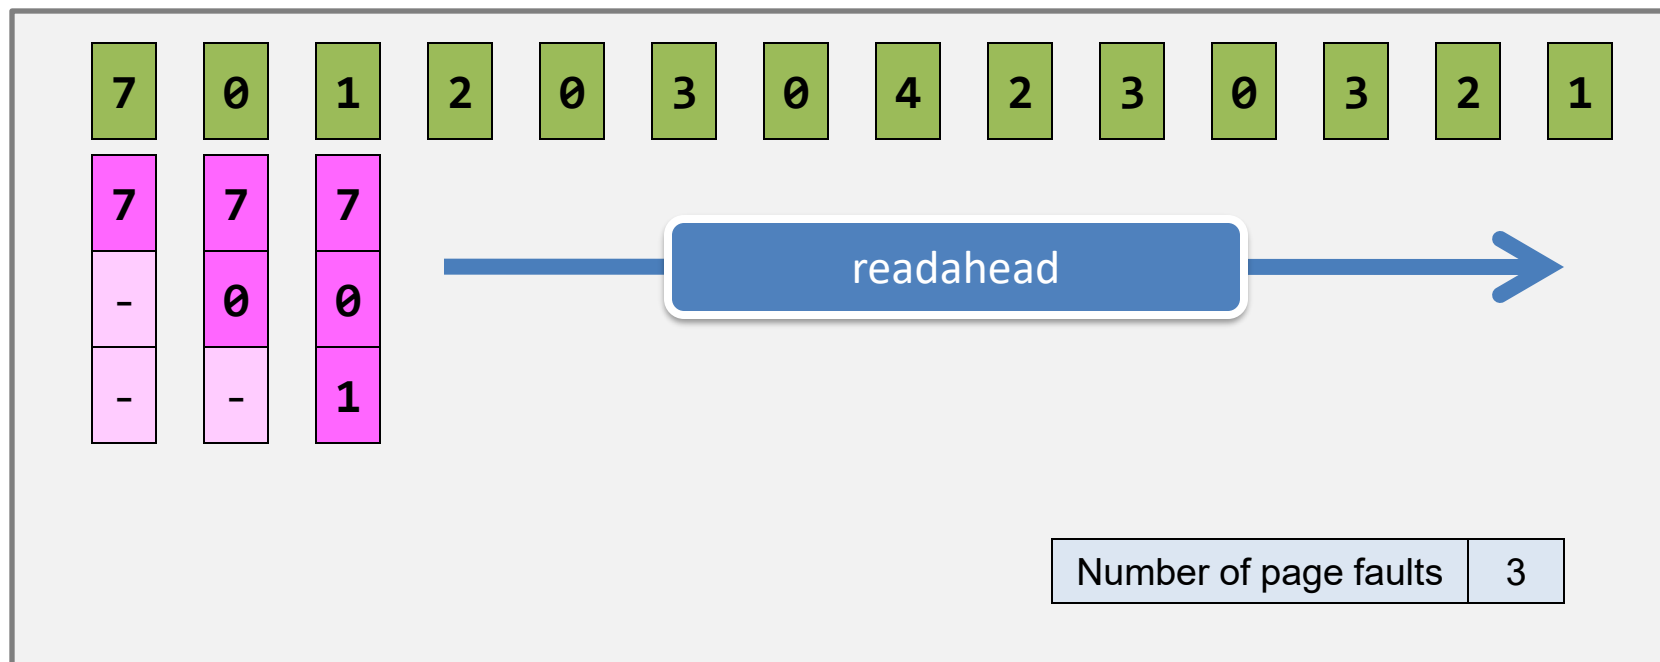 7 0 1 2 0 3 0 4 2 3 0 3 2 1
7 7 7
readahead
- 0 0
- - 1
Number of page faults 3